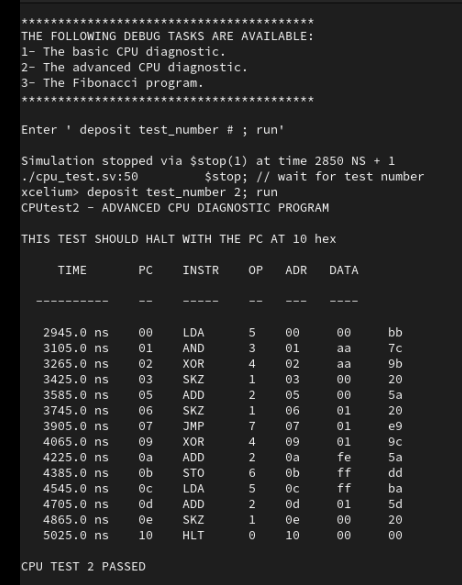 ****************************************
THE FOLLOWING DEBUG TASKS ARE AVAILABLE:
1- The basic CPU diagnostic.
2- The advanced CPU diagnostic.
3- The Fibonacci program.
****************************************
Enter ' deposit test_number # ; run'
Simulation stopped via $stop(1) at time 2850 NS + 1
./cpu_test.sv:50         $stop; // wait for test number
xcelium> deposit test_number 2; run
CPUtest2 - ADVANCED CPU DIAGNOSTIC PROGRAM
THIS TEST SHOULD HALT WITH THE PC AT 10 hex
     TIME       PC    INSTR    OP   ADR   DATA
  ----------    --    -----    --   ---   ----
   2945.0 ns    00     LDA     5    00     00     bb
   3105.0 ns    01     AND     3    01     aa     7c
   3265.0 ns    02     XOR     4    02     aa     9b
   3425.0 ns    03     SKZ     1    03     00     20
   3585.0 ns    05     ADD     2    05     00     5a
   3745.0 ns    06     SKZ     1    06     01     20
   3905.0 ns    07     JMP     7    07     01     e9
   4065.0 ns    09     XOR     4    09     01     9c
   4225.0 ns    0a     ADD     2    0a     fe     5a
   4385.0 ns    0b     STO     6    0b     ff     dd
   4545.0 ns    0c     LDA     5    0c     ff     ba
   4705.0 ns    0d     ADD     2    0d     01     5d
   4865.0 ns    0e     SKZ     1    0e     00     20
   5025.0 ns    10     HLT     0    10     00     00
CPU TEST 2 PASSED